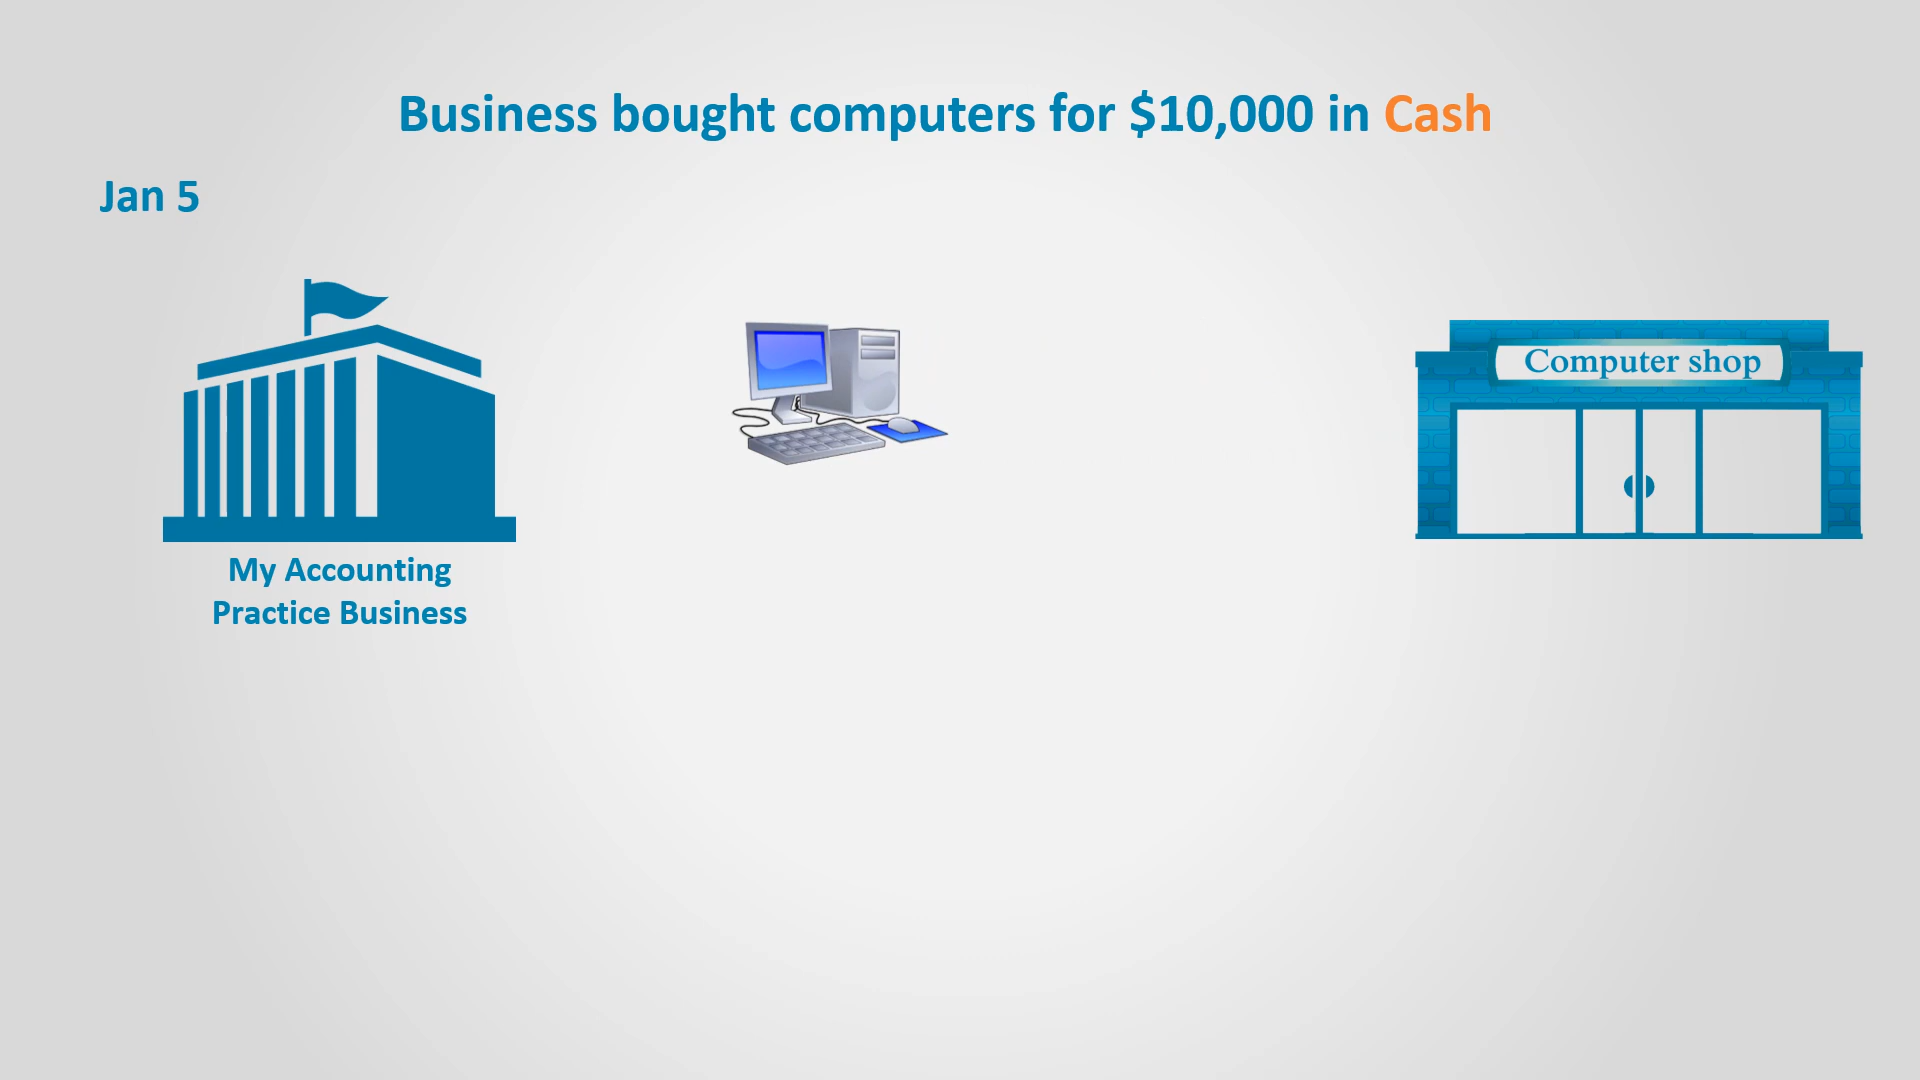 Business bought computers for $10,000 in Cash
Jan 5
Computer shop
My Accounting
Practice Business